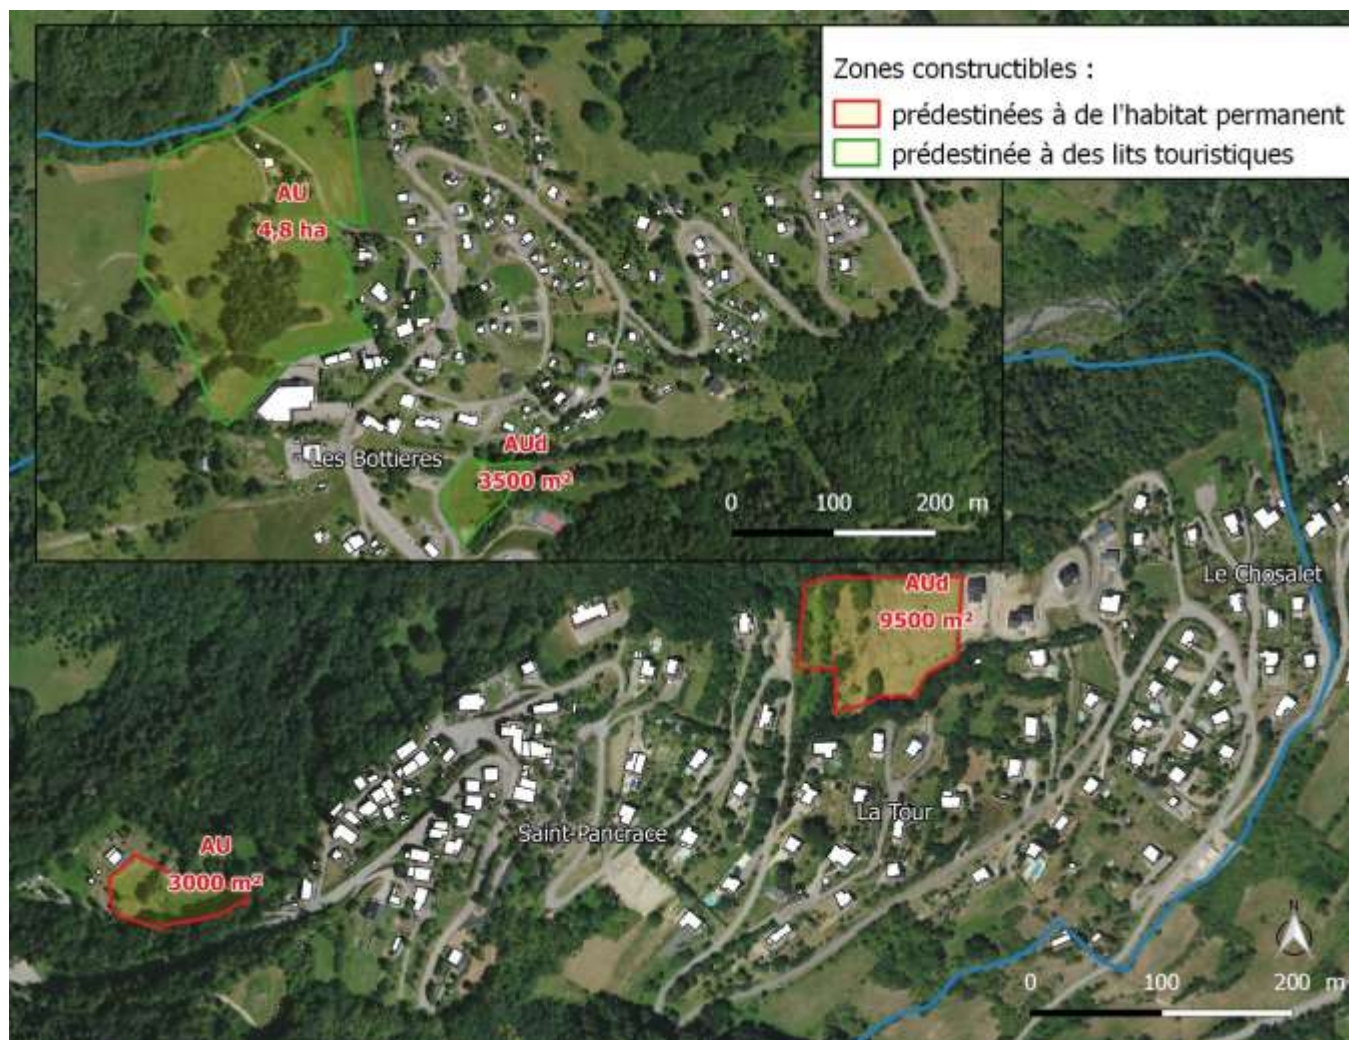 Zones constructibles :
prédestinées à de l'habitat permanent
prédestinée à des lits touristiques
AU
4,8 ha
AUd
3500 m²
Les Bottieres
0 100 200 m
AUd
9500 m²
Le Chosalet
La Tour
Saint-Pancrace
AU
3000 m²
N
0 100 200 m